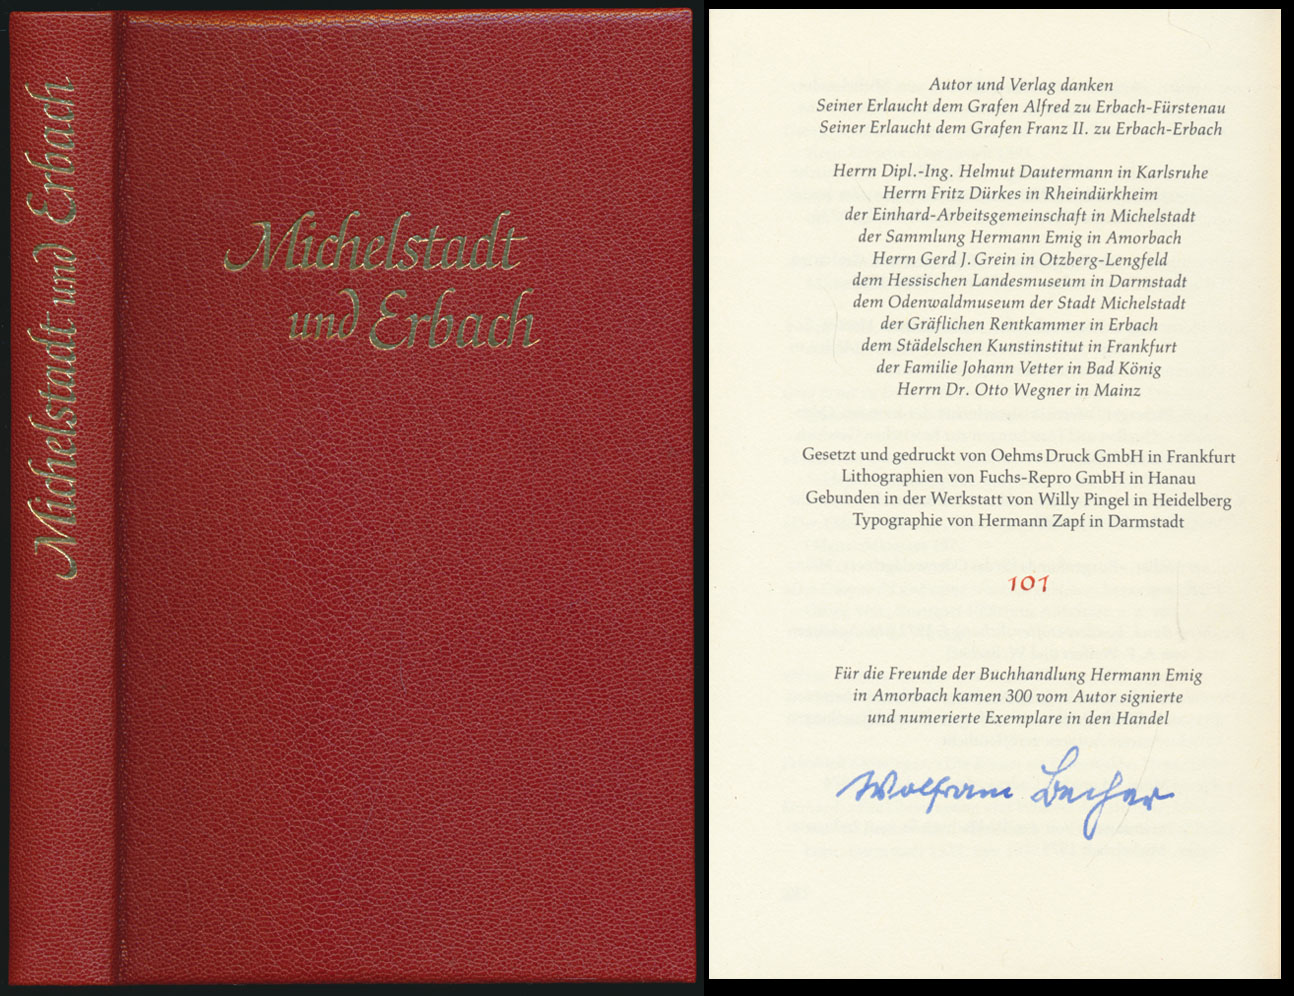 Michelstadt und Erbach
Michelstadt
und Erbach
Autor und Verlag danken
Seiner Erlaucht dem Grafen Alfred zu Erbach-Fürstenau
Seiner Erlaucht dem Grafen Franz II. zu Erbach-Erbach
Herrn Dipl.-Ing. Helmut Dautermann in Karlsruhe
Herrn Fritz Dürkes in Rheindürkheim
der Einhard-Arbeitsgemeinschaft in Michelstadt
der Sammlung Hermann Emig in Amorbach
Herrn Gerd J. Grein in Otzberg-Lengfeld
dem Hessischen Landesmuseum in Darmstadt
dem Odenwaldmuseum der Stadt Michelstadt
der Gräflichen Rentkammer in Erbach
dem Städelschen Kunstinstitut in Frankfurt
der Familie Johann Vetter in Bad König
Herrn Dr. Otto Wegner in Mainz
Gesetzt und gedruckt von Oehms Druck GmbH in Frankfurt
Lithographien von Fuchs-Repro GmbH in Hanau
Gebunden in der Werkstatt von Willy Pingel in Heidelberg
Typographie von Hermann Zapf in Darmstadt
101
Für die Freunde der Buchhandlung Hermann Emig
in Amorbach kamen 300 vom Autor signierte
und numerierte Exemplare in den Handel
Wolfram Becher